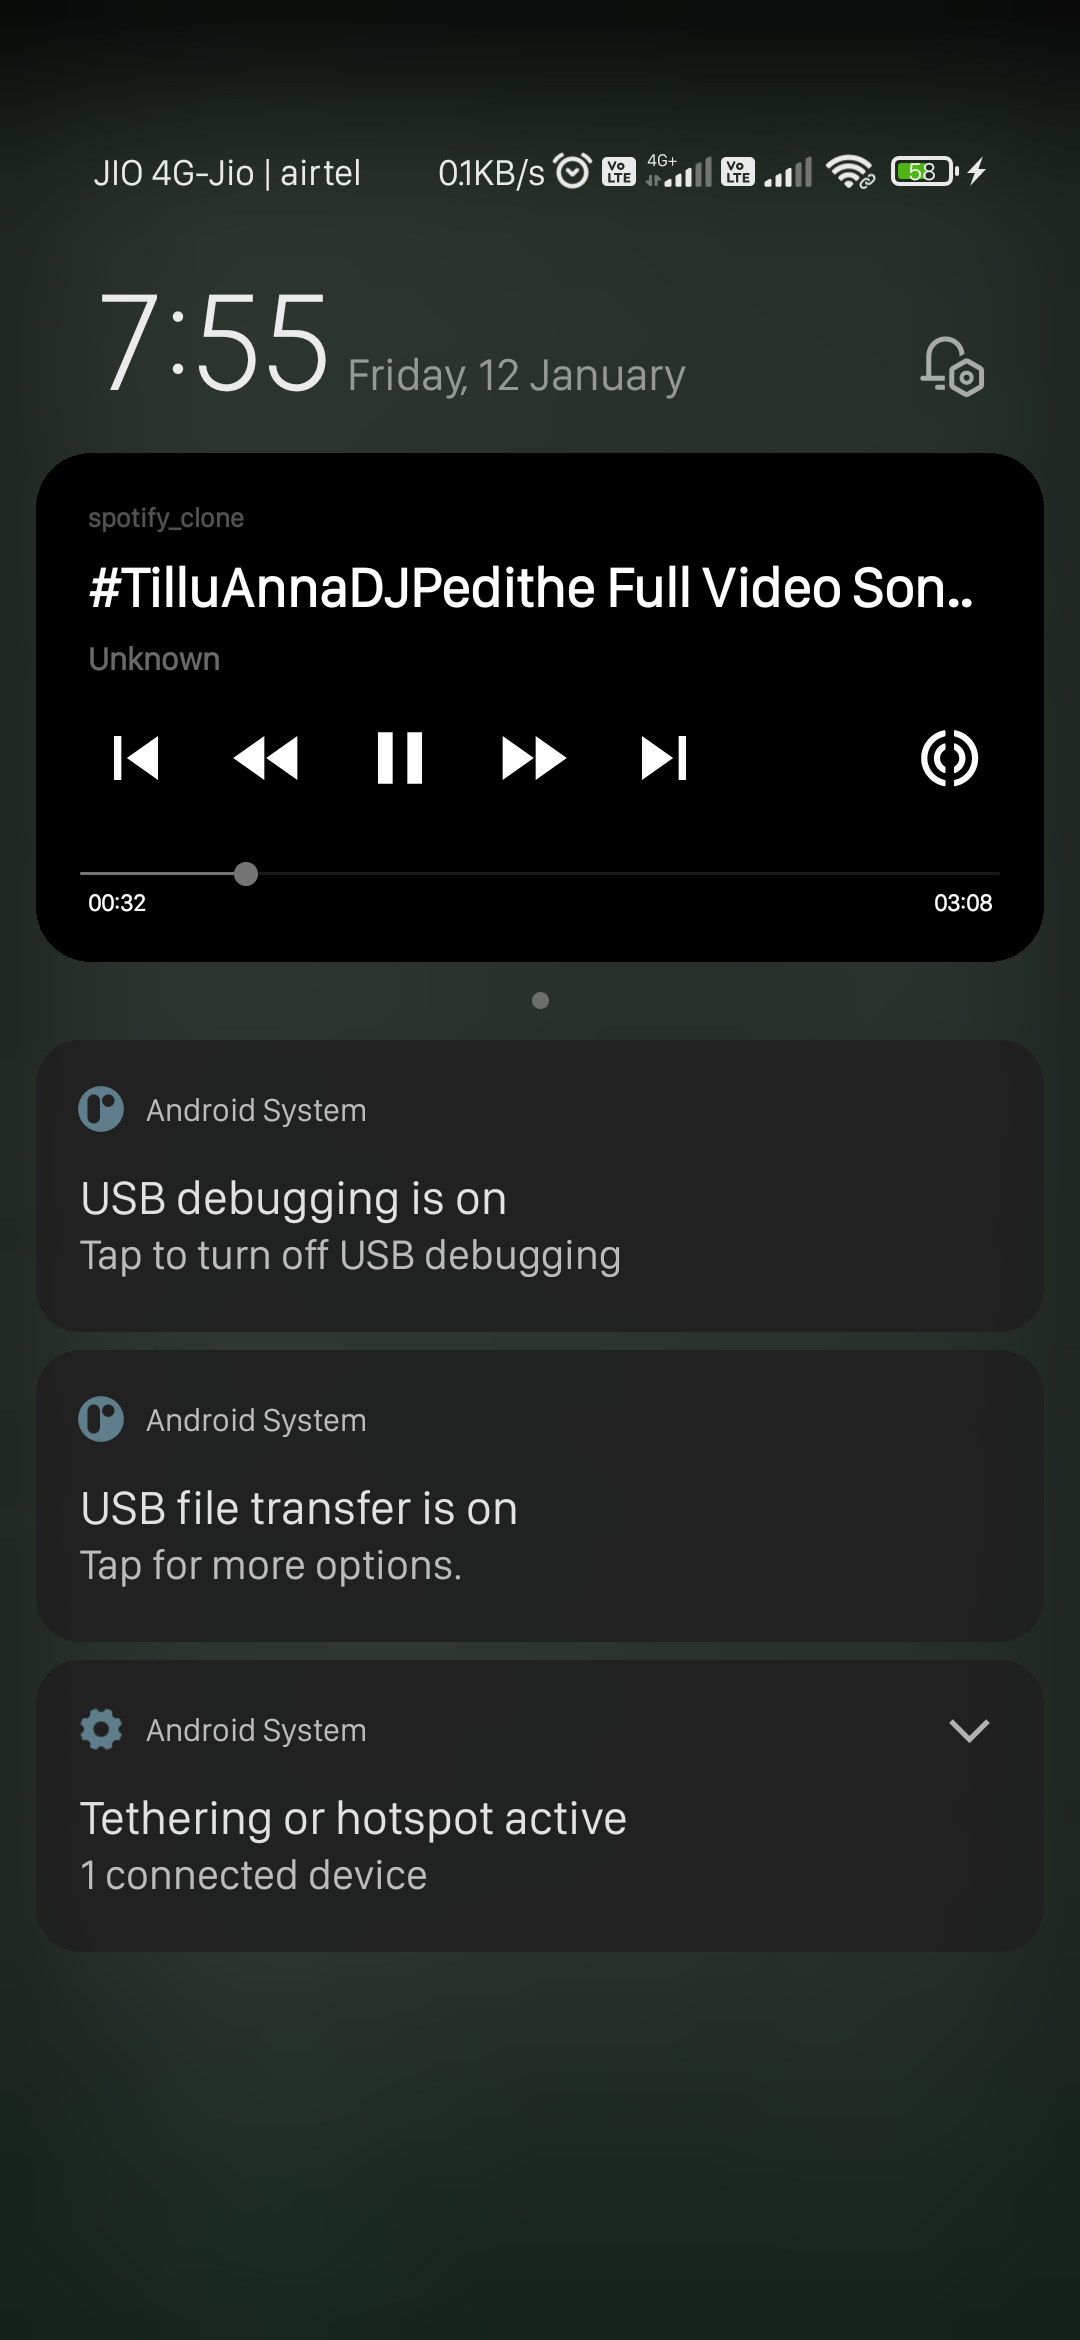 JIO 4G-Jio | airtel 0.1KB/s Vo LTE 4G+ Vo LTE 58
7:55 Friday, 12 January
spotify_clone
#TilluAnnaDJPedithe Full Video Son..
Unknown
00:32 03:08
Android System
USB debugging is on
Tap to turn off USB debugging
Android System
USB file transfer is on
Tap for more options.
Android System
Tethering or hotspot active
1 connected device